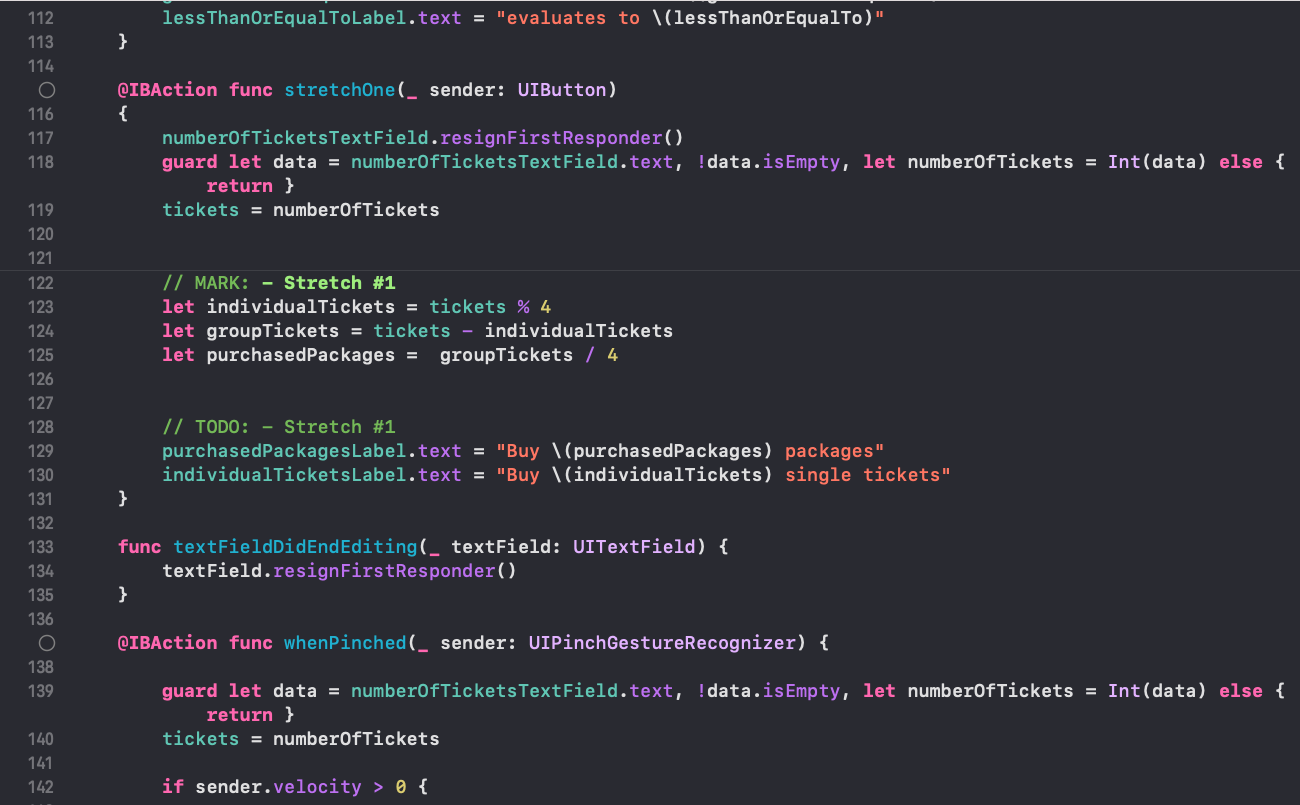 112 lessThanOrEqualToLabel.text = "evaluates to \(lessThanOrEqualTo)"
113 }
114
@IBAction func stretchOne(_ sender: UIButton)
116 {
117 numberOfTicketsTextField.resignFirstResponder()
118 guard let data = numberOfTicketsTextField.text, !data.isEmpty, let numberOfTickets = Int(data) else {
return }
119 tickets = numberOfTickets
120
121
122 // MARK: - Stretch #1
123 let individualTickets = tickets % 4
124 let groupTickets = tickets - individualTickets
125 let purchasedPackages =  groupTickets / 4
126
127
128 // TODO: - Stretch #1
129 purchasedPackagesLabel.text = "Buy \(purchasedPackages) packages"
130 individualTicketsLabel.text = "Buy \(individualTickets) single tickets"
131 }
132
133 func textFieldDidEndEditing(_ textField: UITextField) {
134 textField.resignFirstResponder()
135 }
136
@IBAction func whenPinched(_ sender: UIPinchGestureRecognizer) {
138
139 guard let data = numberOfTicketsTextField.text, !data.isEmpty, let numberOfTickets = Int(data) else {
return }
140 tickets = numberOfTickets
141
142 if sender.velocity > 0 {